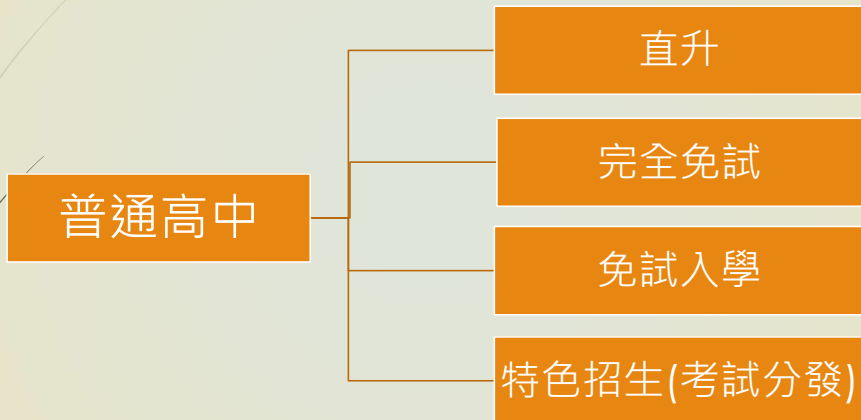 普通高中
直升
完全免試
免試入學
特色招生(考試分發)